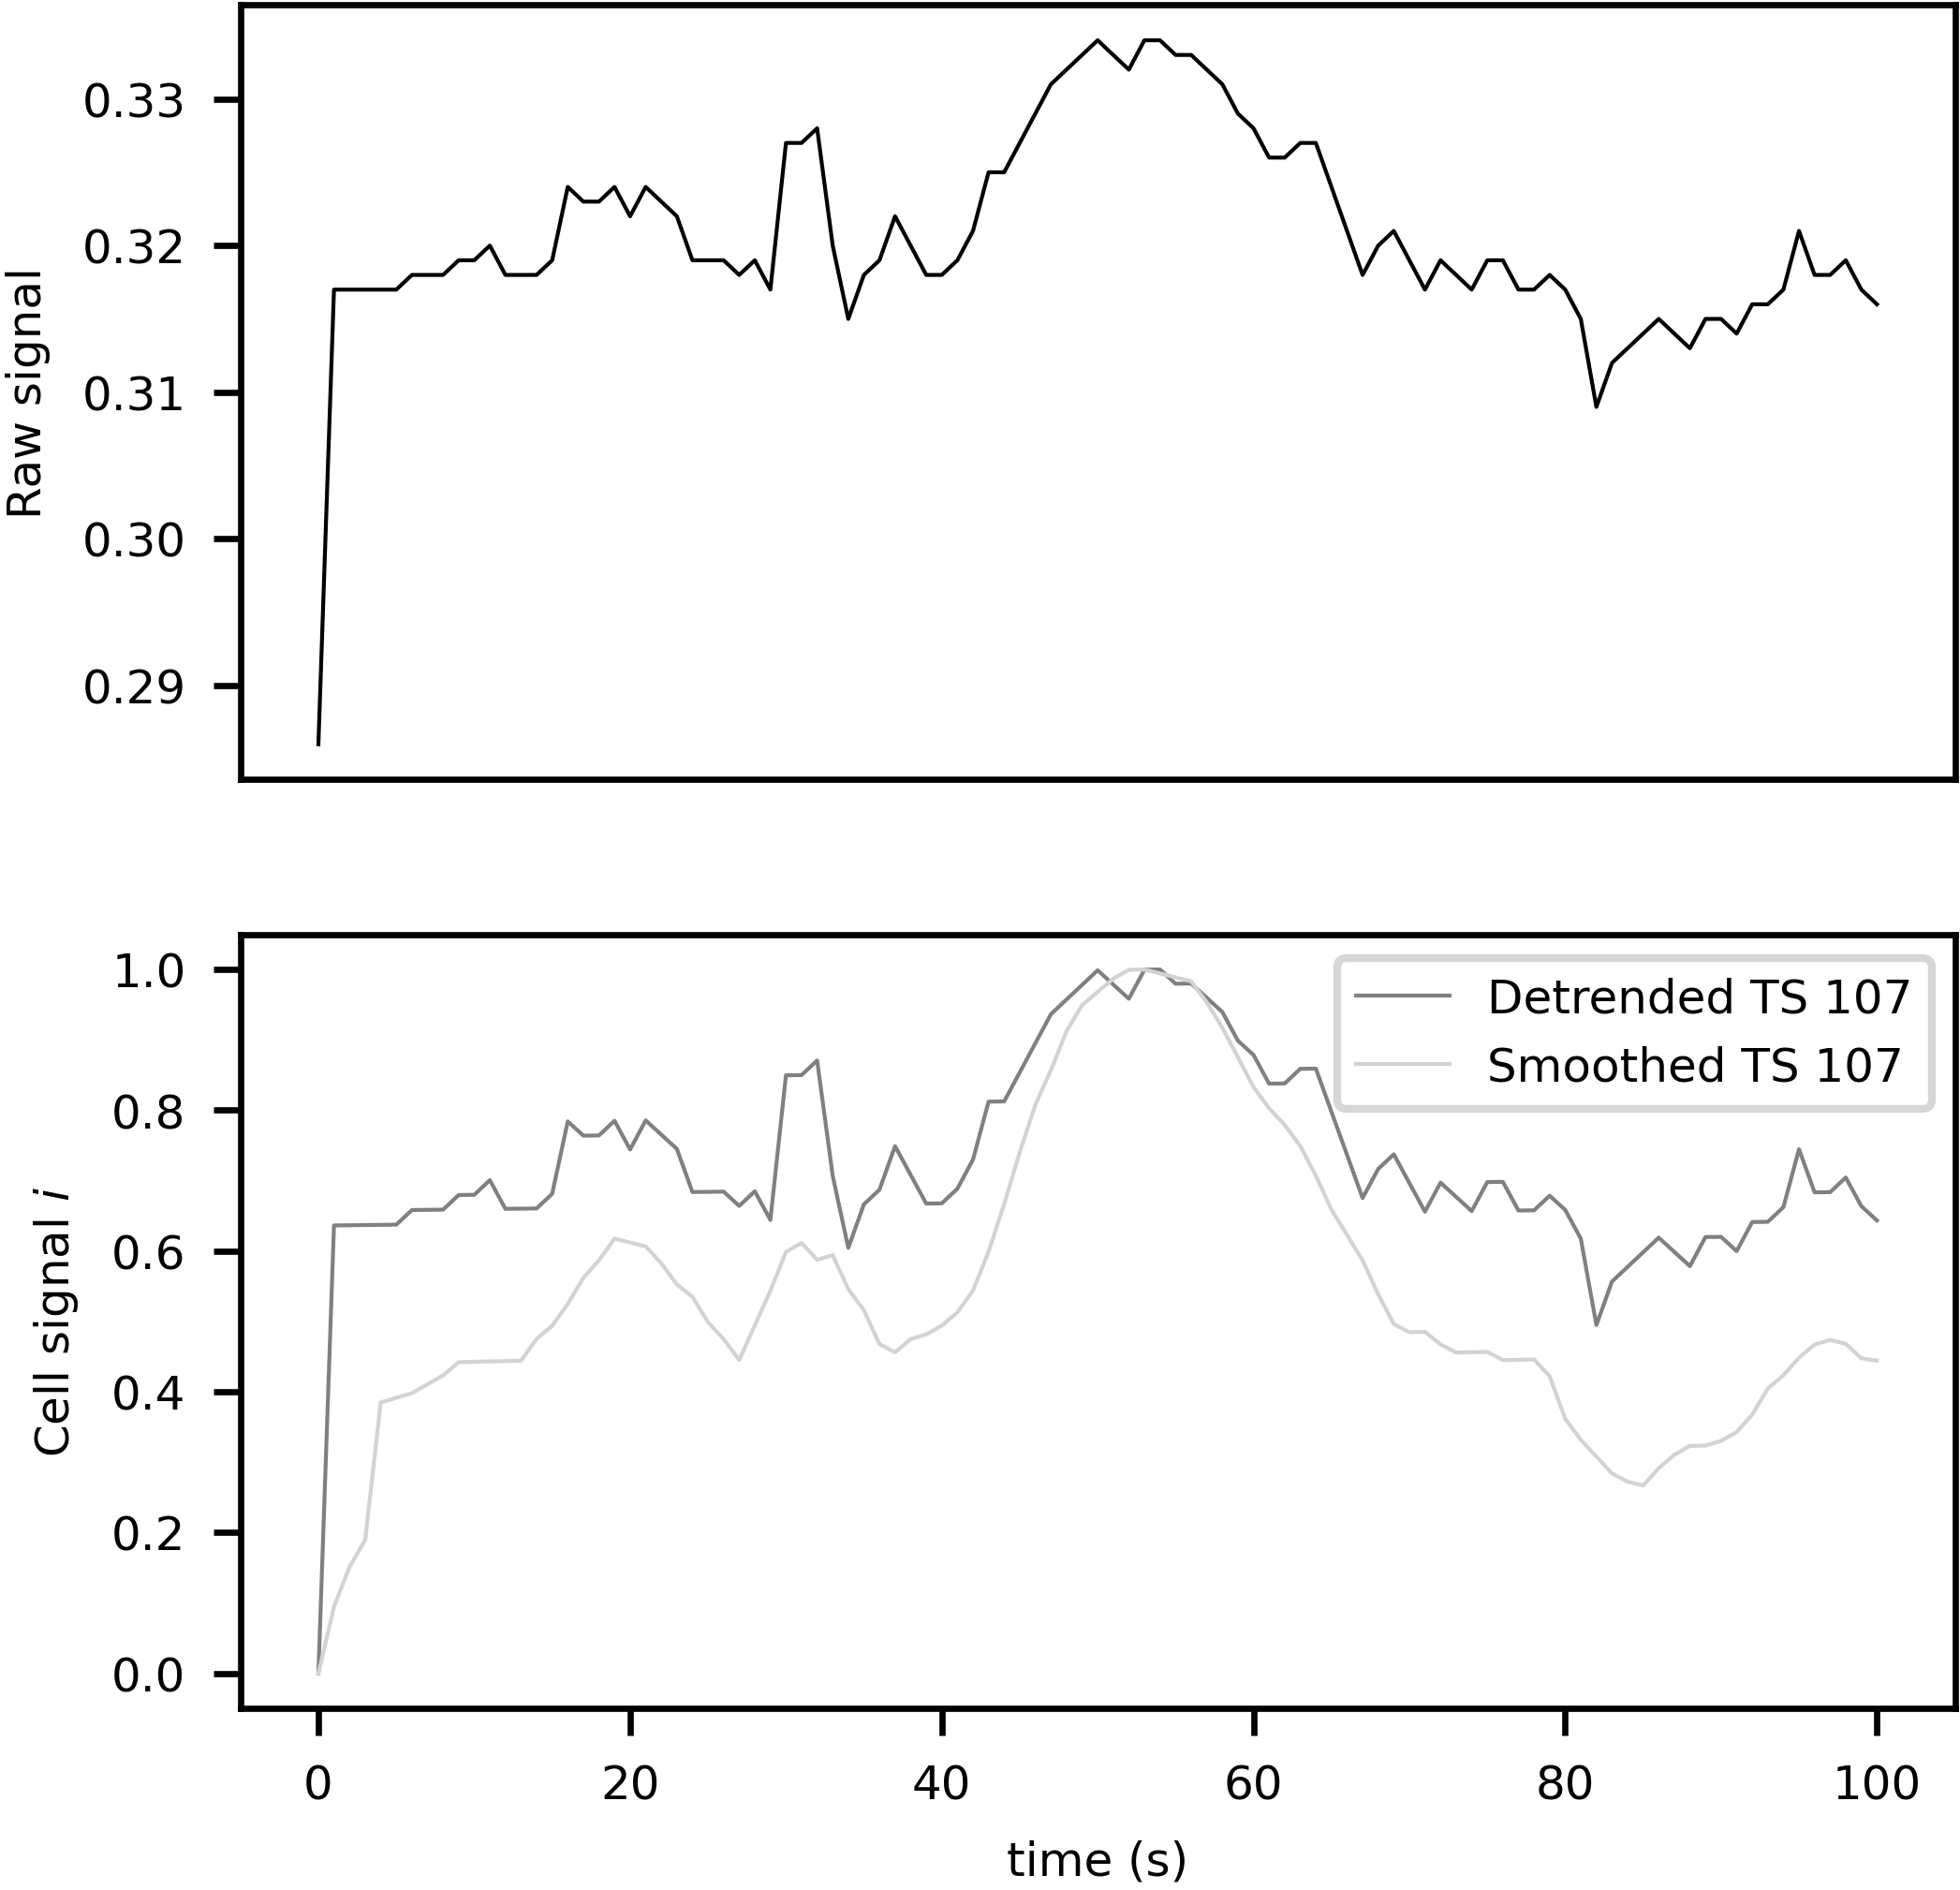 Raw signal
0.33
0.32
0.31
0.30
0.29
Cell signal i
1.0
0.8
0.6
0.4
0.2
0.0
Detrended TS 107
Smoothed TS 107
0 20 40 60 80 100
time (s)